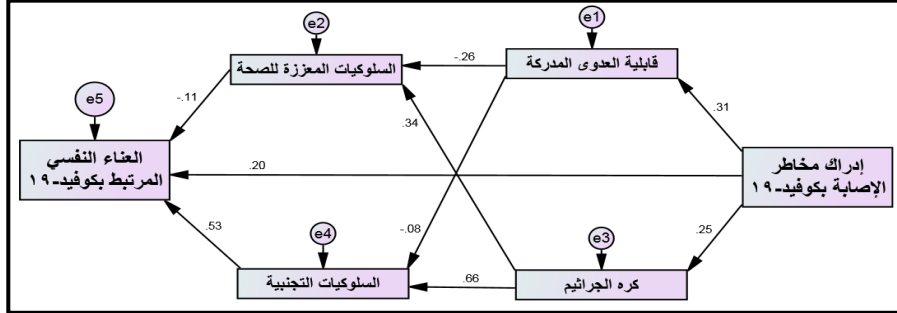 e1
e2
قابلية العدوى المدركة
-.26
السلوكيات المعززة للصحة
.31
-.11
.34
e5
إدراك مخاطر
الإصابة بكوفيد-١٩
.20
العناء النفسي
المرتبط بكوفيد-١٩
.25
e3
-.08
e4
.53
كره الجراثيم
.66
السلوكيات التجنبية